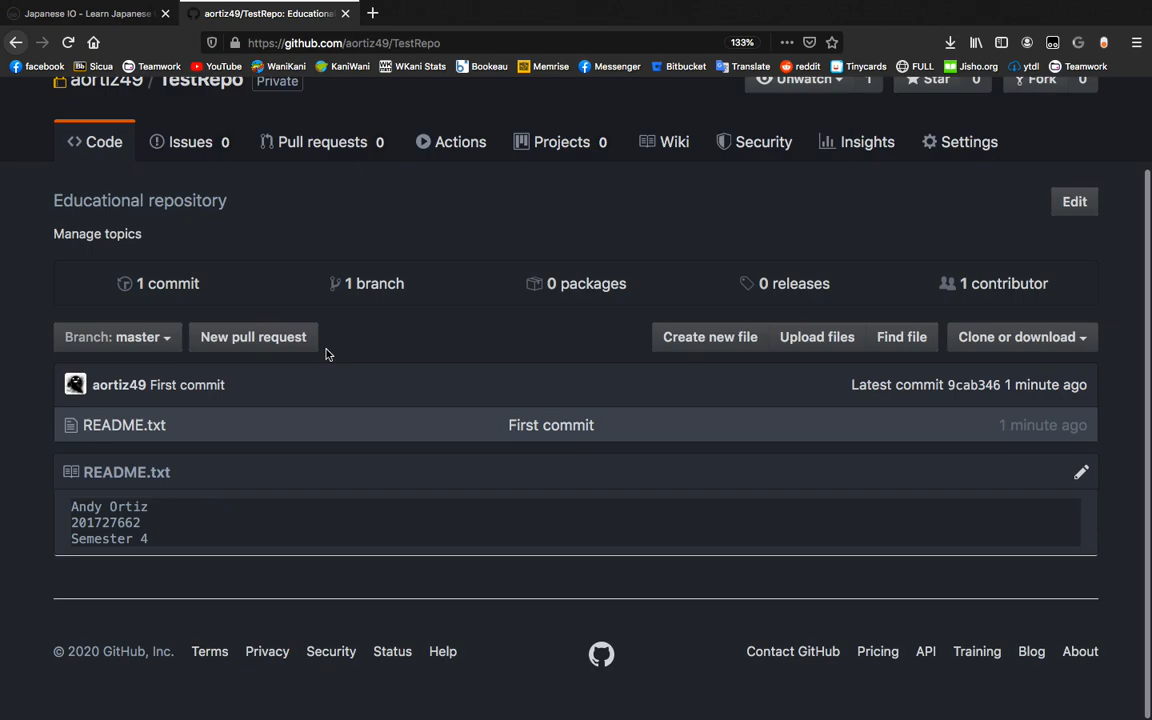 Japanese IO - Learn Japanese
aortiz49/TestRepo: Educational
https://github.com/aortiz49/TestRepo
133%
facebook Sicua Teamwork YouTube WaniKani KaniWani WKani Stats Bookeau Memrise Messenger Bitbucket Translate reddit Tinycards FULL Jisho.org ytdl Teamwork
aortiz49 / TestRepo Private Unwatch 1 Star 0 Fork 0
Code Issues 0 Pull requests 0 Actions Projects 0 Wiki Security Insights Settings
Educational repository Edit
Manage topics
1 commit 1 branch 0 packages 0 releases 1 contributor
Branch: master New pull request Create new file Upload files Find file Clone or download
aortiz49 First commit Latest commit 9cab346 1 minute ago
README.txt First commit 1 minute ago
README.txt
Andy Ortiz
201727662
Semester 4
© 2020 GitHub, Inc. Terms Privacy Security Status Help Contact GitHub Pricing API Training Blog About